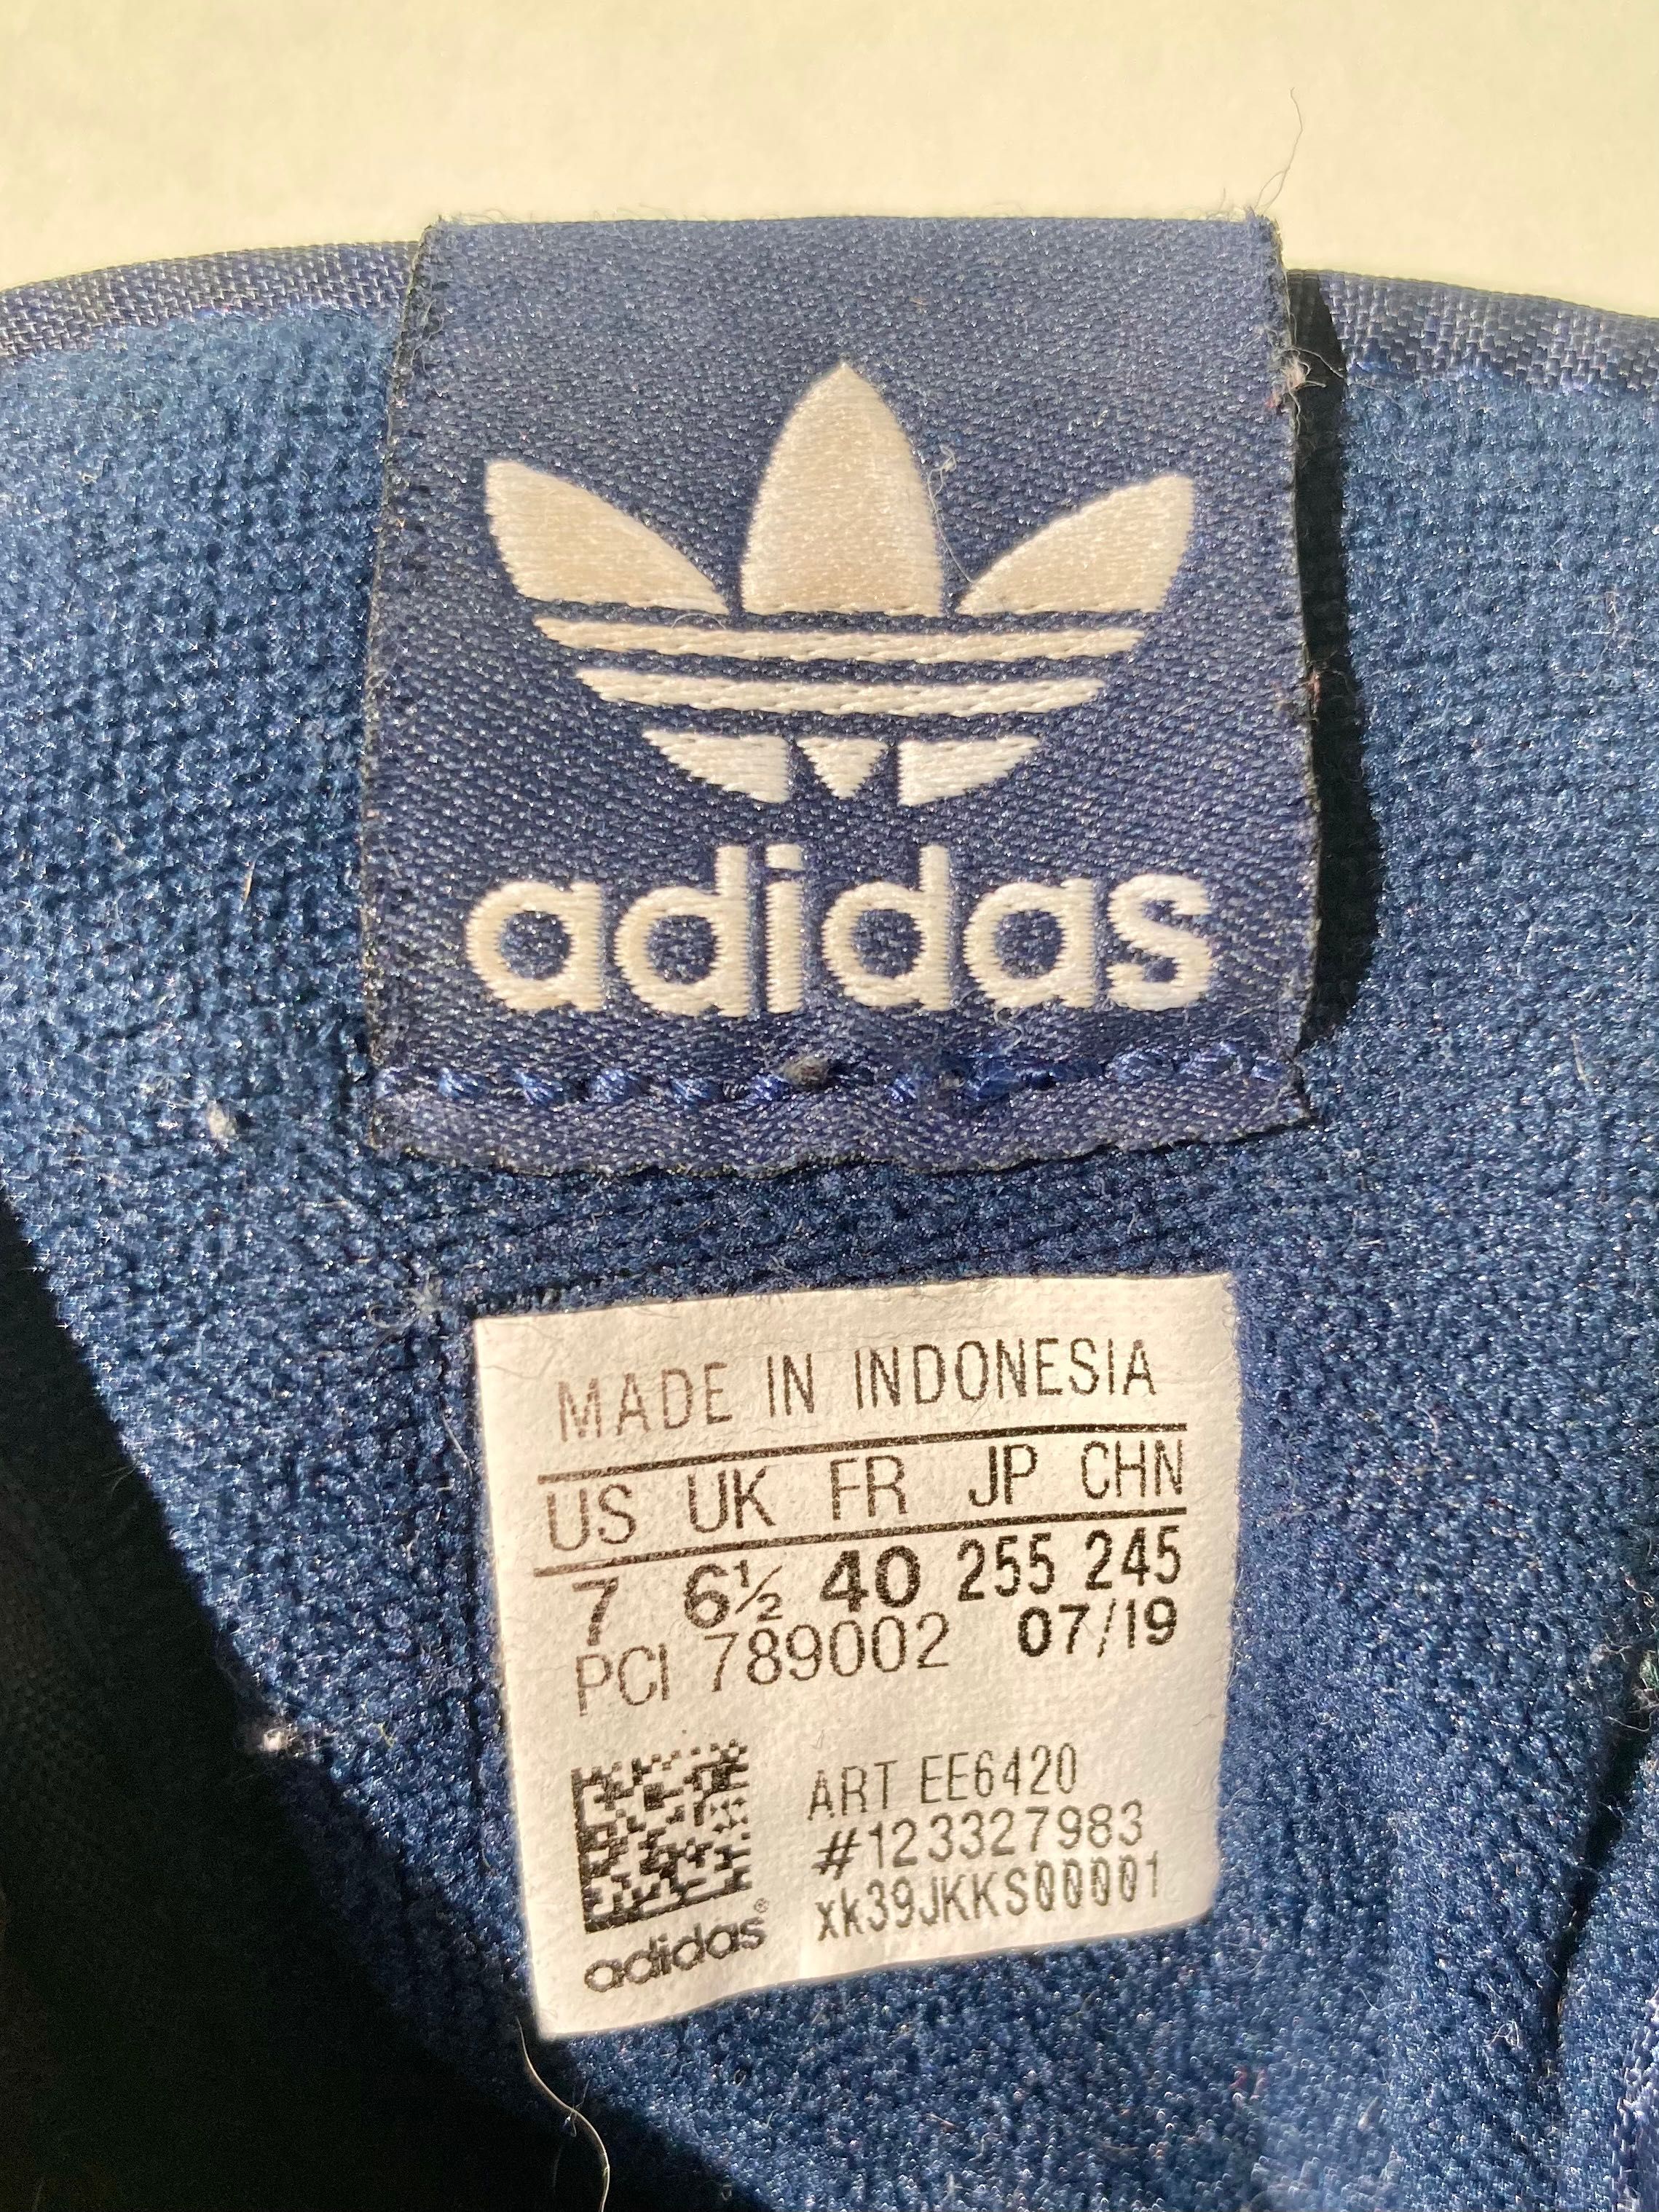 adidas
MADE IN INDONESIA
US UK FR JP CHN
7 6½ 40 255 245
PCI 789002 07/19
ART EE6420
#123327983
xk39JKKS00001
adidas®